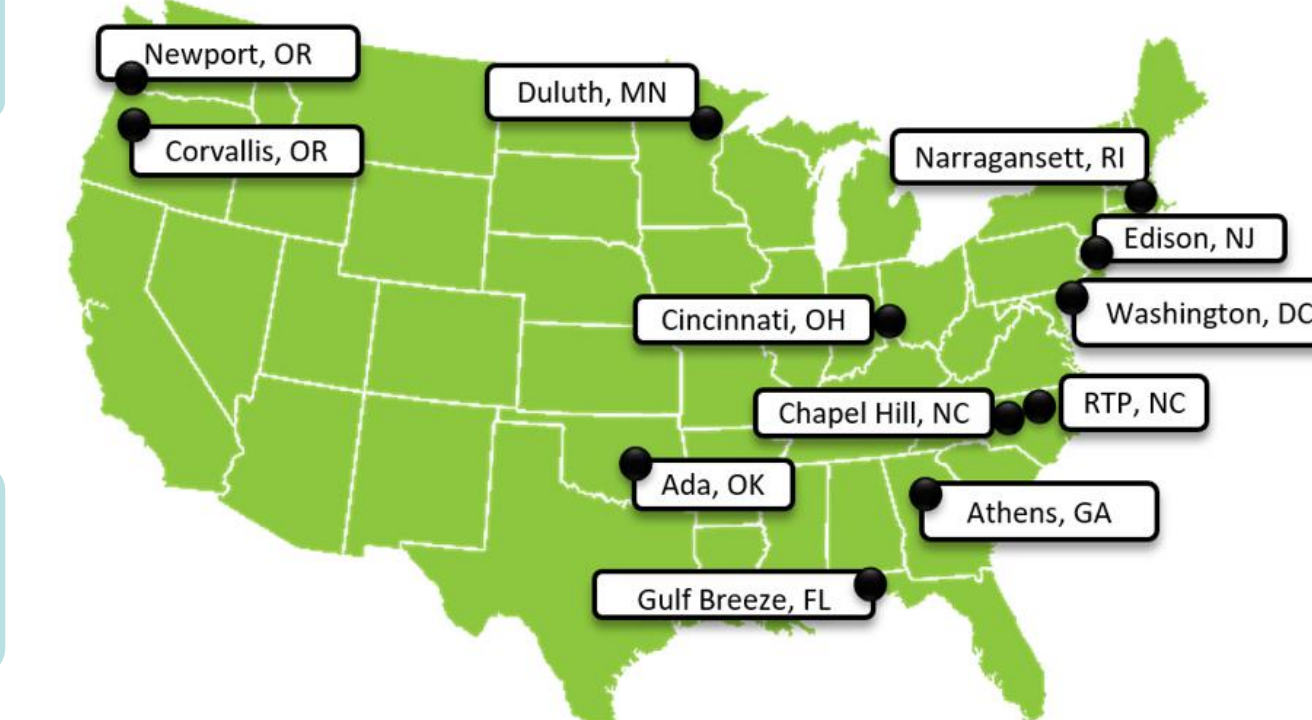 Newport, OR
Duluth, MN
Corvallis, OR
Narragansett, RI
Edison, NJ
Cincinnati, OH
Washington, DC
Chapel Hill, NC
RTP, NC
Ada, OK
Athens, GA
Gulf Breeze, FL